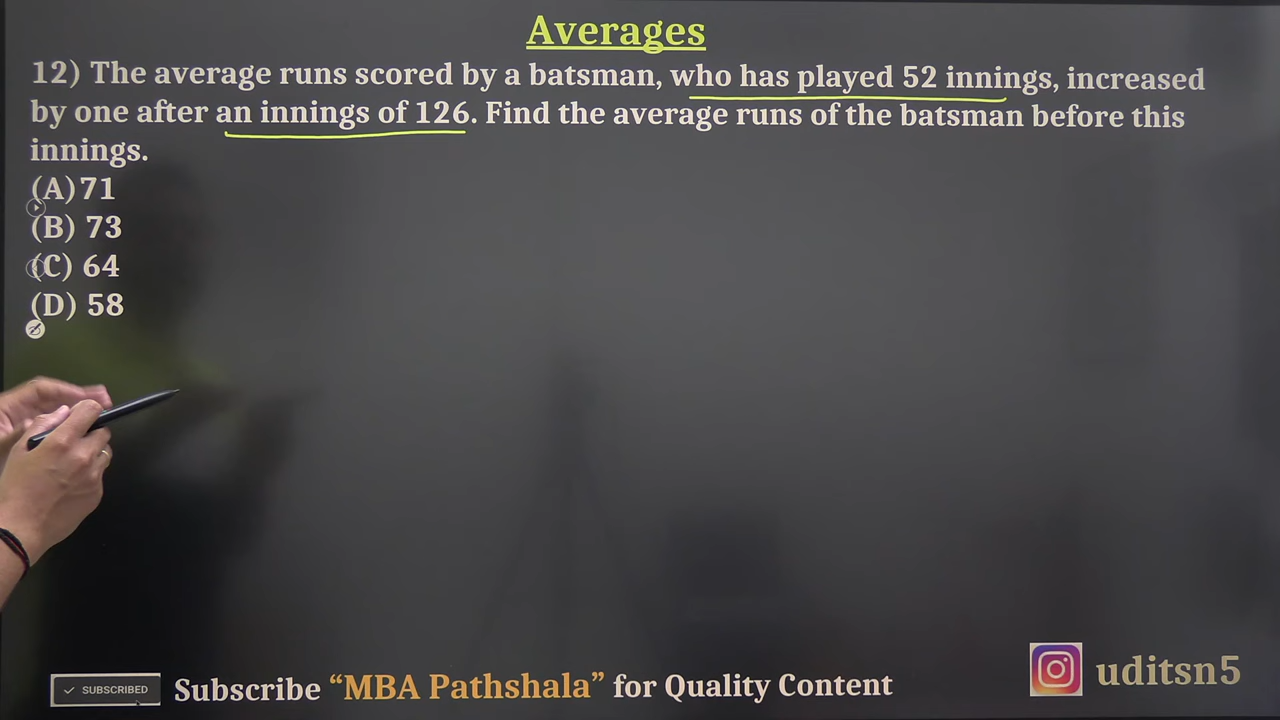 Averages
12) The average runs scored by a batsman, who has played 52 innings, increased
by one after an innings of 126. Find the average runs of the batsman before this
innings.
(A) 71
(B) 73
(C) 64
(D) 58
SUBSCRIBED
Subscribe “MBA Pathshala” for Quality Content
uditsn5